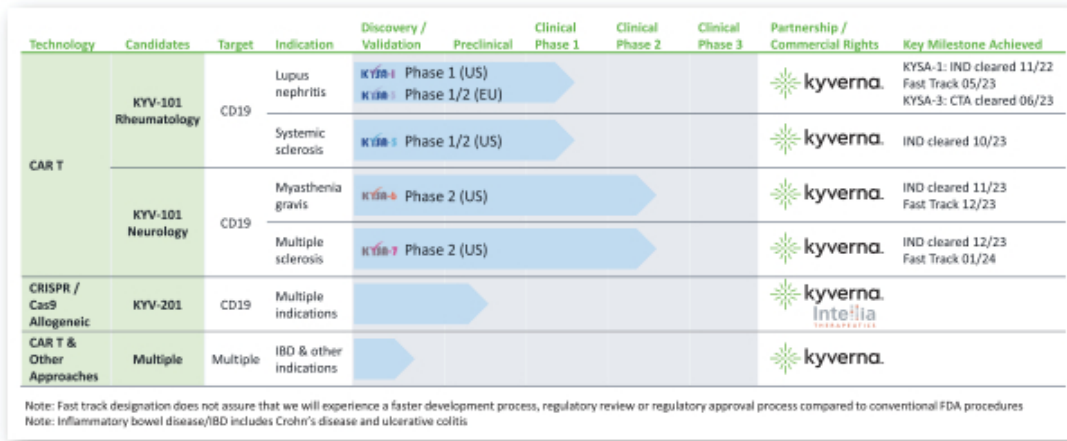 Discovery / Clinical Clinical Clinical Partnership /
Technology Candidates Target Indication Validation Preclinical Phase 1 Phase 2 Phase 3 Commercial Rights Key Milestone Achieved
CAR T
KYV-101
Rheumatology
CD19
Lupus
nephritis
KYSA-1 Phase 1 (US)
Phase 1/2 (EU)
kyverna.
KYSA-1: IND cleared 11/22
Fast Track 05/23
KYSA-3: CTA cleared 06/23
Systemic
sclerosis
Phase 1/2 (US)
kyverna.
IND cleared 10/23
KYV-101
Neurology
CD19
Myasthenia
gravis
KYSA-6 Phase 2 (US)
kyverna.
IND cleared 11/23
Fast Track 12/23
Multiple
sclerosis
KYSA-7 Phase 2 (US)
kyverna.
IND cleared 12/23
Fast Track 01/24
CRISPR /
Cas9
Allogeneic
KYV-201
CD19
Multiple
indications
kyverna.
Intellia
THERAPEUTICS
CAR T &
Other
Approaches
Multiple
Multiple
IBD & other
indications
kyverna.
Note: Fast track designation does not assure that we will experience a faster development process, regulatory review or regulatory approval process compared to conventional FDA procedures
Note: Inflammatory bowel disease/IBD includes Crohn's disease and ulcerative colitis